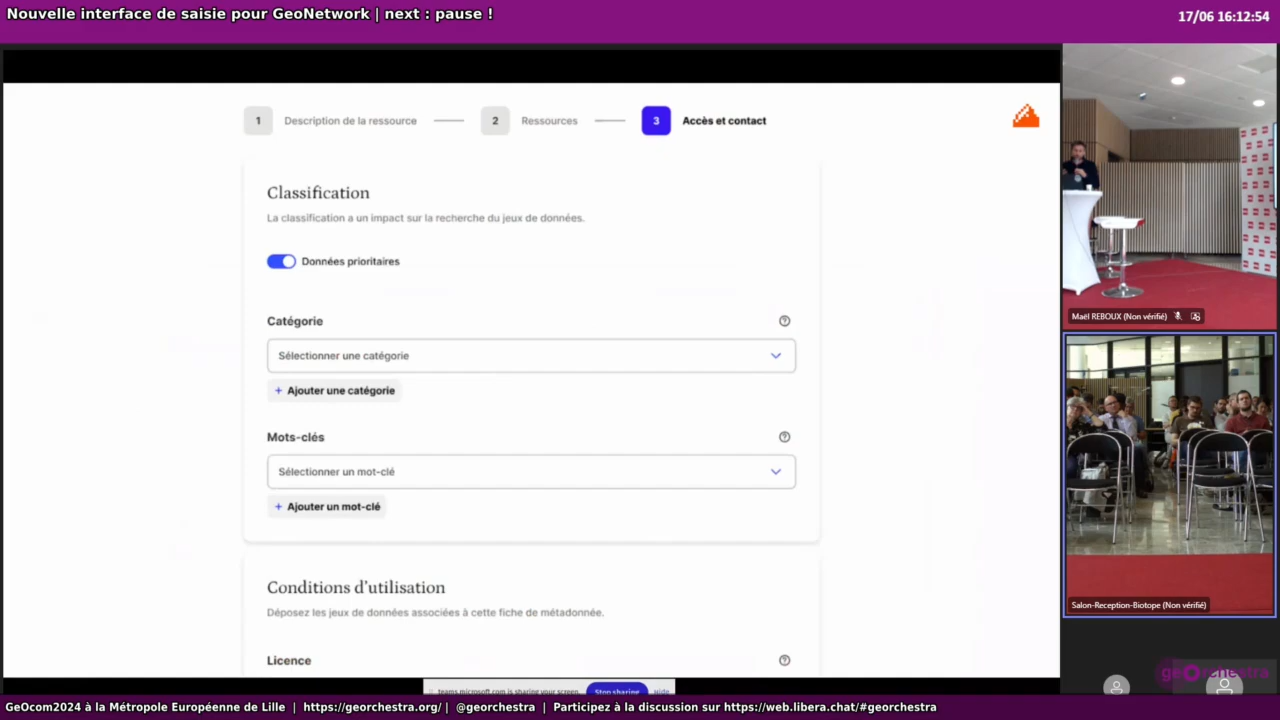 Nouvelle interface de saisie pour GeoNetwork | next : pause !
17/06 16:12:54
1 Description de la ressource
2 Ressources
3 Accès et contact
Classification
La classification a un impact sur la recherche du jeux de données.
Données prioritaires
Catégorie
Sélectionner une catégorie
+ Ajouter une catégorie
Mots-clés
Sélectionner un mot-clé
+ Ajouter un mot-clé
Conditions d'utilisation
Déposez les jeux de données associées à cette fiche de métadonnée.
Licence
Maël REBOUX (Non vérifié)
Salon-Reception-Biotope (Non vérifié)
teams.microsoft.com is sharing your screen.
Stop sharing
Hide
geOrchestra
GeOcom2024 à la Métropole Européenne de Lille | https://georchestra.org/ | @georchestra | Participez à la discussion sur https://web.libera.chat/#georchestra